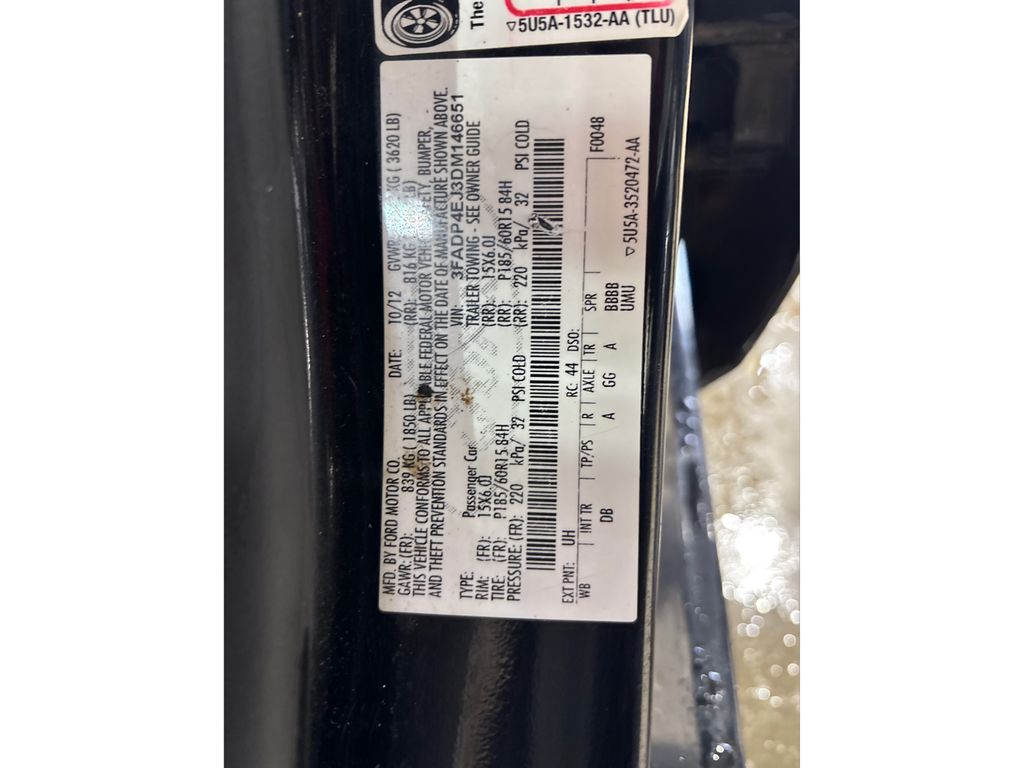 The
▽5U5A-1532-AA (TLU)
MFD. BY FORD MOTOR CO. DATE: 10/12 GVWR KG ( 3620 LB)
GAWR: (FR): 839 KG ( 1850 LB) (RR): 816 KG LB)
THIS VEHICLE CONFORMS TO ALL APPLICABLE FEDERAL MOTOR VEHICLE SAFETY, BUMPER,
AND THEFT PREVENTION STANDARDS IN EFFECT ON THE DATE OF MANUFACTURE SHOWN ABOVE.
VIN: 3FADP4EJ3DM146651
TYPE: Passenger Car TRAILER TOWING - SEE OWNER GUIDE
RIM: (FR): 15X6.0J (RR): 15X6.0J
TIRE: (FR): P185/60R15 84H (RR): P185/60R15 84H
PRESSURE: (FR): 220 kPa/ 32 PSI COLD (RR): 220 kPa/ 32 PSI COLD
EXT PNT: UH RC: 44 DSO: F0048
WB INT TR TP/PS R AXLE TR SPR
DB A GG A BBBB
UMU
▽5U5A-3520472-AA